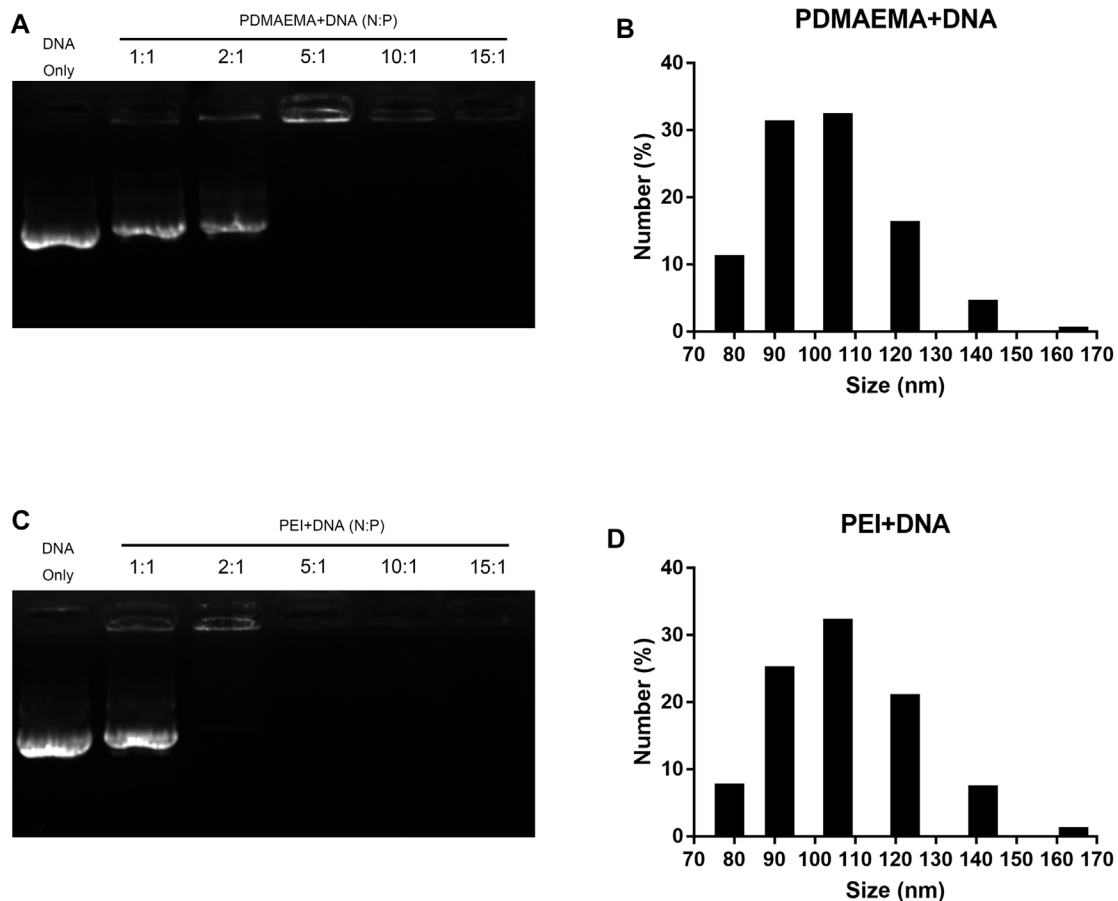 A
PDMAEMA+DNA (N:P)
DNA
Only
1:1 2:1 5:1 10:1 15:1
B
PDMAEMA+DNA
Number (%)
40
30
20
10
0
70 80 90 100 110 120 130 140 150 160 170
Size (nm)
C
PEI+DNA (N:P)
DNA
Only
1:1 2:1 5:1 10:1 15:1
D
PEI+DNA
Number (%)
40
30
20
10
0
70 80 90 100 110 120 130 140 150 160 170
Size (nm)